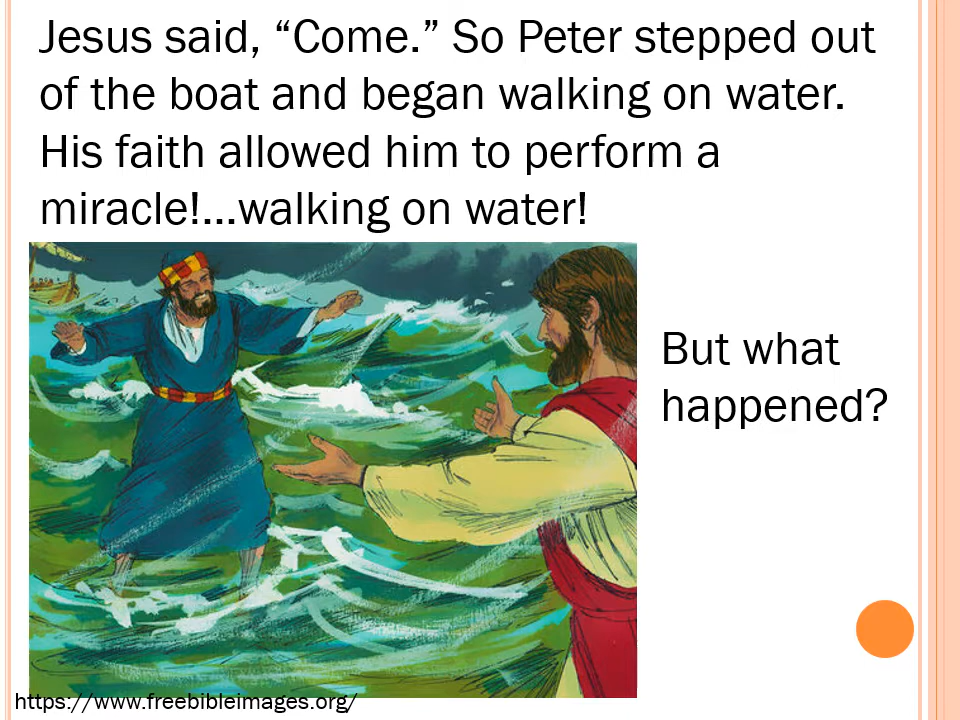 Jesus said, “Come.” So Peter stepped out
of the boat and began walking on water.
His faith allowed him to perform a
miracle!...walking on water!
But what
happened?
https://www.freebibleimages.org/